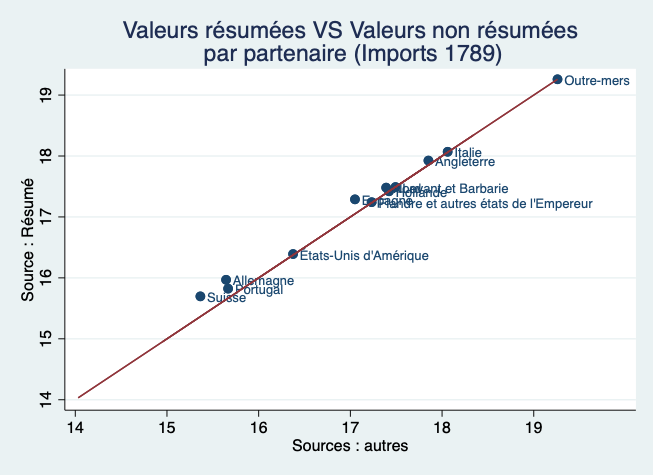 Valeurs résumées VS Valeurs non résumées
par partenaire (Imports 1789)
Source : Résumé
19
18
17
16
15
14
Outre-mers
Italie
Angleterre
Levant et Barbarie
Hollande
Espagne
Flandre et autres états de l'Empereur
Etats-Unis d'Amérique
Allemagne
Portugal
Suisse
14 15 16 17 18 19
Sources : autres